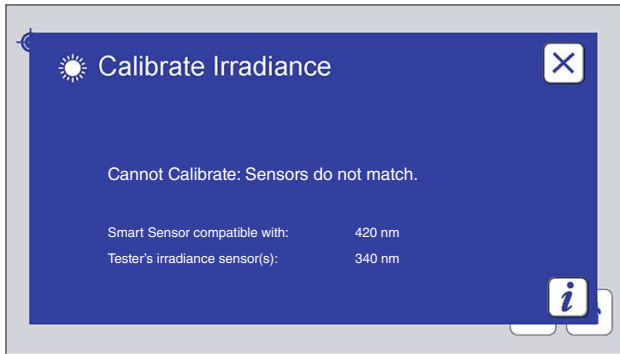 Calibrate Irradiance
Cannot Calibrate: Sensors do not match.
Smart Sensor compatible with: 420 nm
Tester's irradiance sensor(s): 340 nm
i